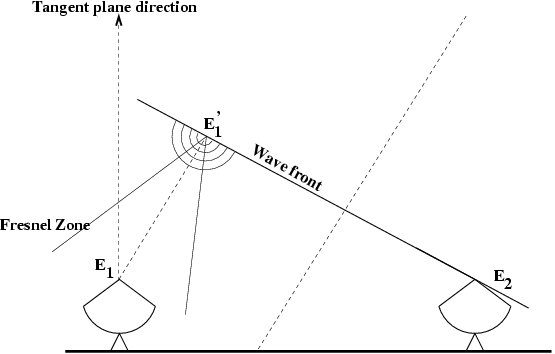 Tangent plane direction
E₁'
Wave front
Fresnel Zone
E₁
E₂